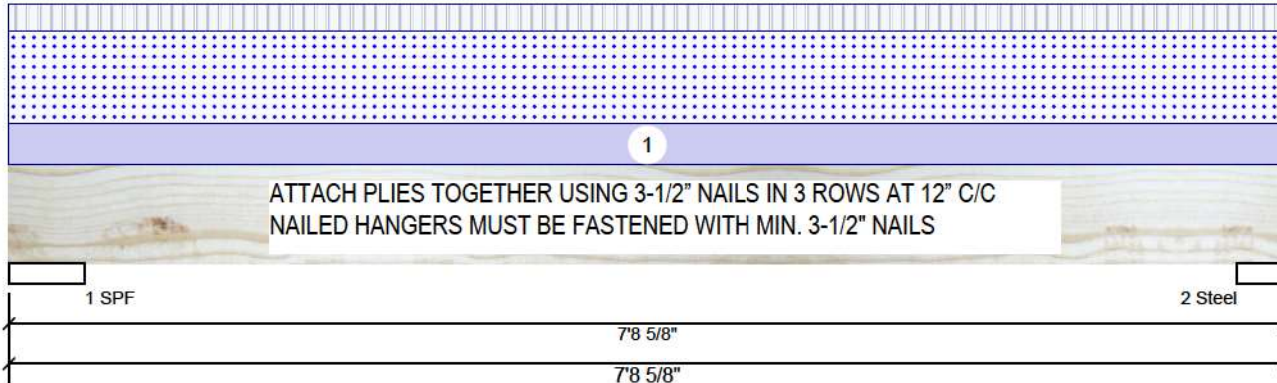 1
ATTACH PLIES TOGETHER USING 3-1/2” NAILS IN 3 ROWS AT 12” C/C
NAILED HANGERS MUST BE FASTENED WITH MIN. 3-1/2" NAILS
1 SPF
2 Steel
7'8 5/8"
7'8 5/8"